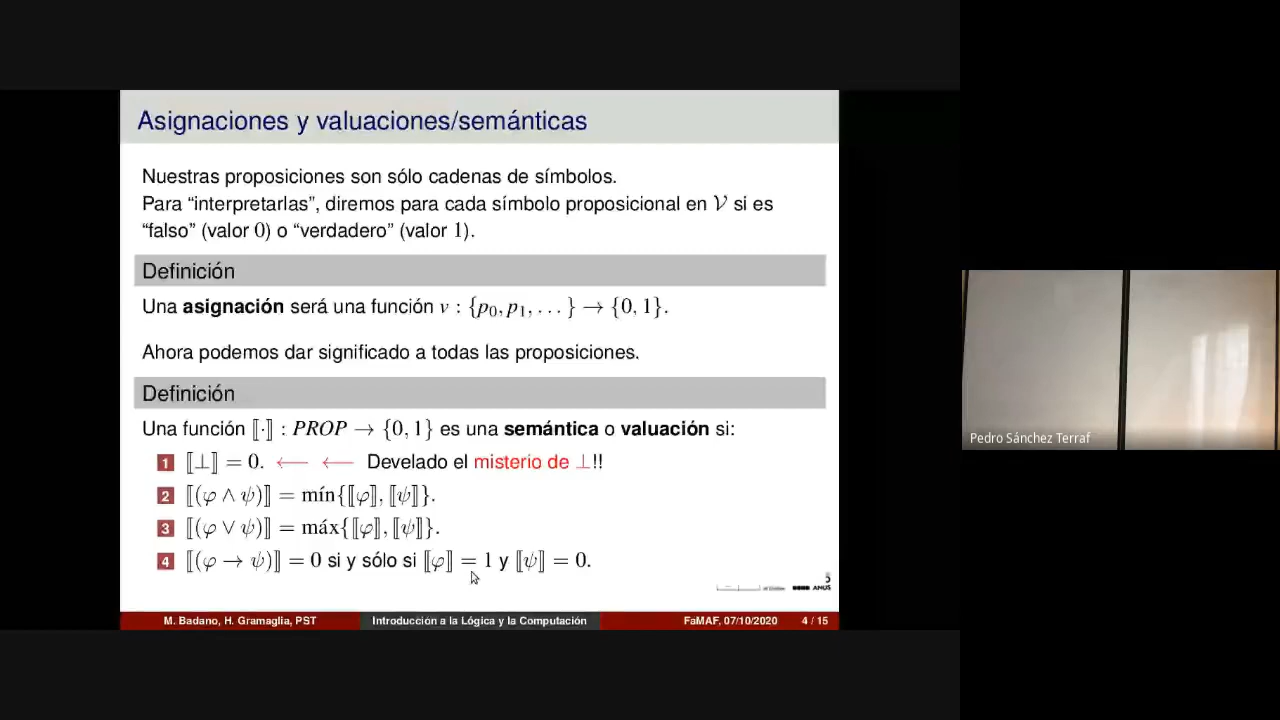 Asignaciones y valuaciones/semánticas
Nuestras proposiciones son sólo cadenas de símbolos.
Para “interpretarlas”, diremos para cada símbolo proposicional en 𝒱 si es
“falso” (valor 0) o “verdadero” (valor 1).
Definición
Una asignación será una función v : {p₀, p₁, . . . } → {0, 1}.
Ahora podemos dar significado a todas las proposiciones.
Definición
Una función ⟦·⟧ : PROP → {0, 1} es una semántica o valuación si:
1 ⟦⊥⟧ = 0. ⟵ ⟵ Develado el misterio de ⊥!!
2 ⟦(φ ∧ ψ)⟧ = mín{⟦φ⟧, ⟦ψ⟧}.
3 ⟦(φ ∨ ψ)⟧ = máx{⟦φ⟧, ⟦ψ⟧}.
4 ⟦(φ → ψ)⟧ = 0 si y sólo si ⟦φ⟧ = 1 y ⟦ψ⟧ = 0.
M. Badano, H. Gramaglia, PST Introducción a la Lógica y la Computación FaMAF, 07/10/2020 4 / 15
Pedro Sánchez Terraf